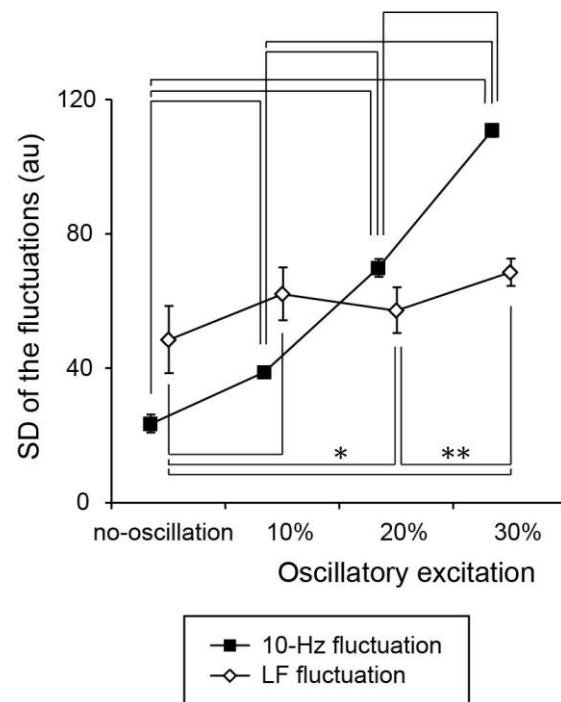 SD of the fluctuations (au)
120
80
40
0
*
**
no-oscillation 10% 20% 30%
Oscillatory excitation
10-Hz fluctuation
LF fluctuation